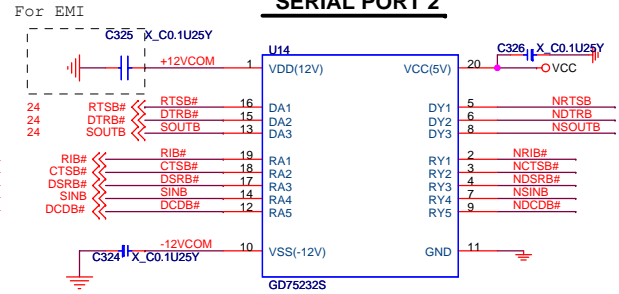 SERIAL PORT 2
For EMI
C325 X_C0.1U25Y
+12VCOM 1 U14 VDD(12V) VCC(5V) 20 C326 X_C0.1U25Y VCC
24 RTSB# RTSB# 16 DA1 DY1 5 NRTSB
24 DTRB# DTRB# 15 DA2 DY2 6 NDTRB
24 SOUTB SOUTB 13 DA3 DY3 8 NSOUTB
RIB# RIB# 19 RA1 RY1 2 NRIB#
CTSB# CTSB# 18 RA2 RY2 3 NCTSB#
DSRB# DSRB# 17 RA3 RY3 4 NDSRB#
SINB SINB 14 RA4 RY4 7 NSINB
DCDB# DCDB# 12 RA5 RY5 9 NDCDB#
-12VCOM 10 VSS(-12V) GND 11
C324 X_C0.1U25Y
GD75232S